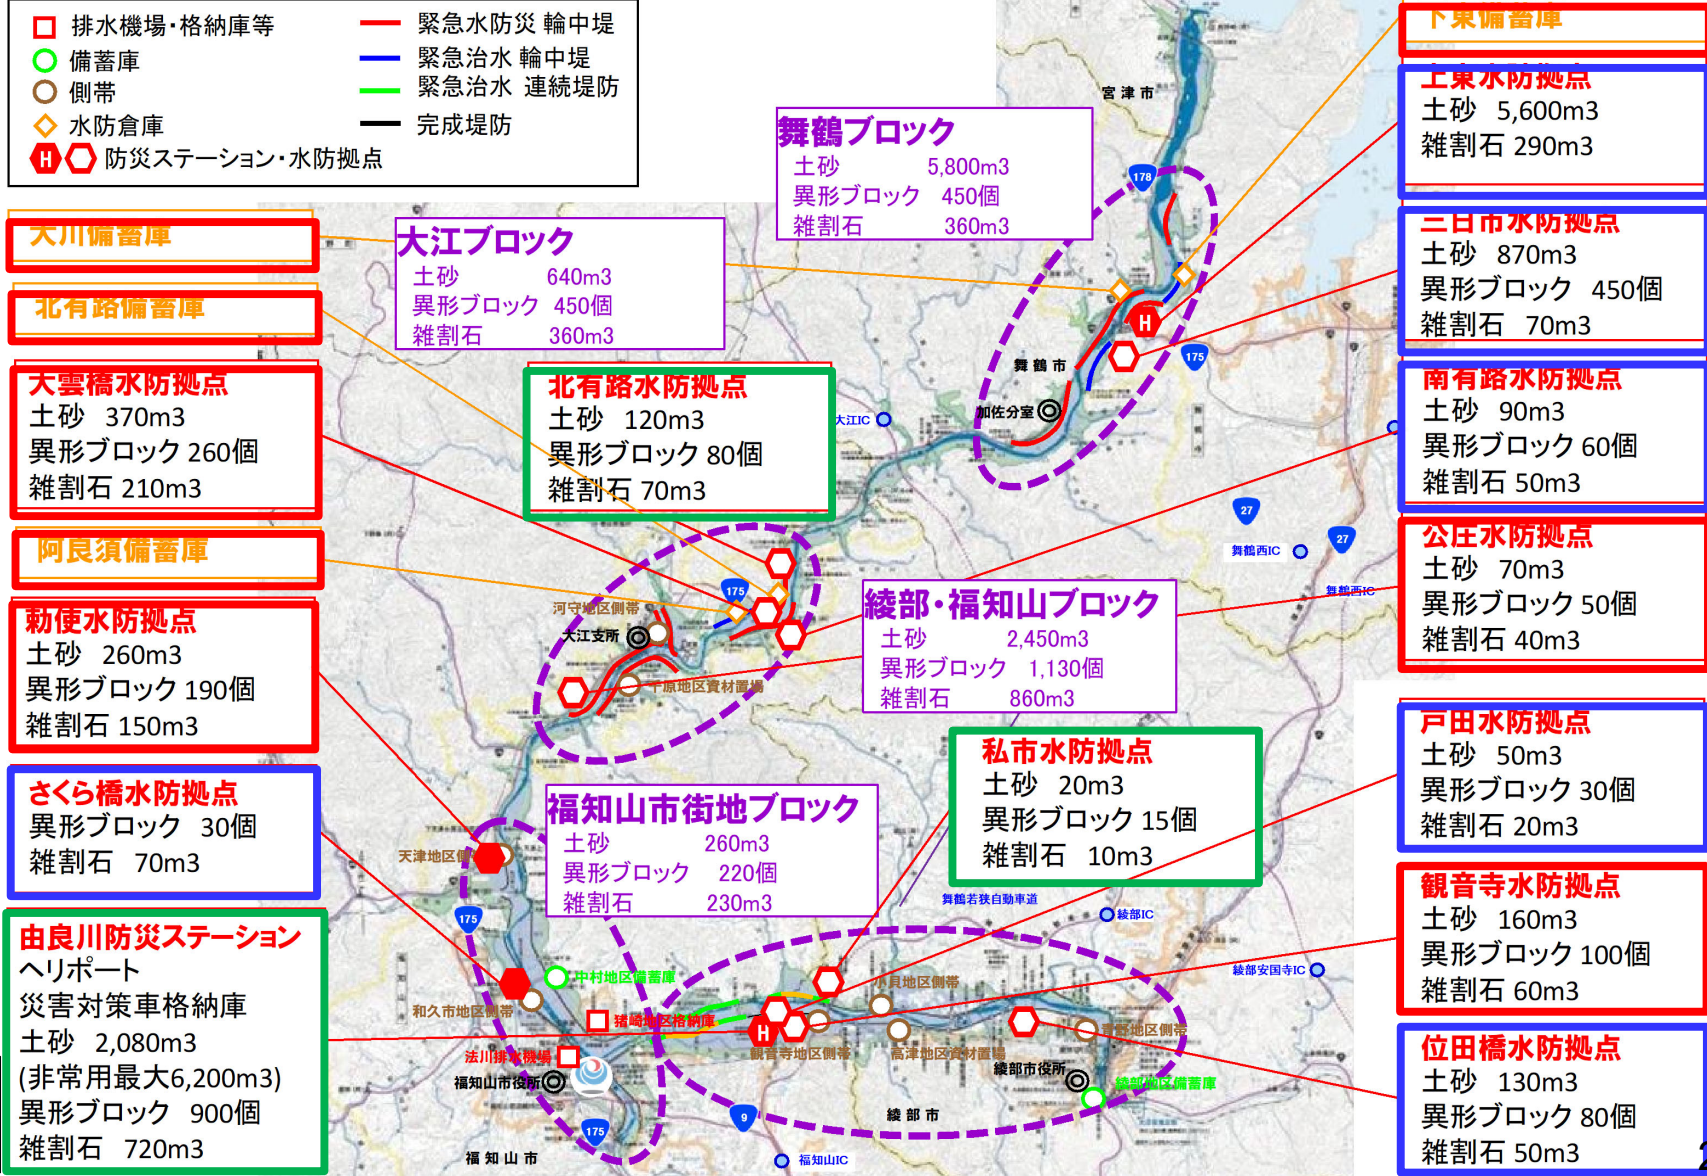 排水機場・格納庫等
備蓄庫
側帯
水防倉庫
H 防災ステーション・水防拠点
緊急水防災 輪中堤
緊急治水 輪中堤
緊急治水 連続堤防
完成堤防
大川備蓄庫
北有路備蓄庫
大雲橋水防拠点
土砂 370m3
異形ブロック 260個
雑割石 210m3
阿良須備蓄庫
勅使水防拠点
土砂 260m3
異形ブロック 190個
雑割石 150m3
さくら橋水防拠点
異形ブロック 30個
雑割石 70m3
由良川防災ステーション
ヘリポート
災害対策車格納庫
土砂 2,080m3
(非常用最大6,200m3)
異形ブロック 900個
雑割石 720m3
大江ブロック
土砂 640m3
異形ブロック 450個
雑割石 360m3
舞鶴ブロック
土砂 5,800m3
異形ブロック 450個
雑割石 360m3
北有路水防拠点
土砂 120m3
異形ブロック 80個
雑割石 70m3
綾部・福知山ブロック
土砂 2,450m3
異形ブロック 1,130個
雑割石 860m3
福知山市街地ブロック
土砂 260m3
異形ブロック 220個
雑割石 230m3
私市水防拠点
土砂 20m3
異形ブロック 15個
雑割石 10m3
下東備蓄庫
上東水防拠点
土砂 5,600m3
雑割石 290m3
三日市水防拠点
土砂 870m3
異形ブロック 450個
雑割石 70m3
南有路水防拠点
土砂 90m3
異形ブロック 60個
雑割石 50m3
公庄水防拠点
土砂 70m3
異形ブロック 50個
雑割石 40m3
戸田水防拠点
土砂 50m3
異形ブロック 30個
雑割石 20m3
観音寺水防拠点
土砂 160m3
異形ブロック 100個
雑割石 60m3
位田橋水防拠点
土砂 130m3
異形ブロック 80個
雑割石 50m3
宮津市
178
H
175
舞鶴市
加佐分室
大江IC
27
27
舞鶴西IC
舞鶴西IC
175
河守地区側帯
大江支所
千原地区資材置場
天津地区側
175
中村地区備蓄庫
和久市地区側帯
猪崎地区格納庫
法川排水機場
福知山市役所
175
福知山市
9
福知山IC
H
観音寺地区側帯
高津地区資材置場
小貝地区側帯
舞鶴若狭自動車道
綾部IC
綾部安国寺IC
青野地区側帯
綾部市役所
綾部地区備蓄庫
綾部市